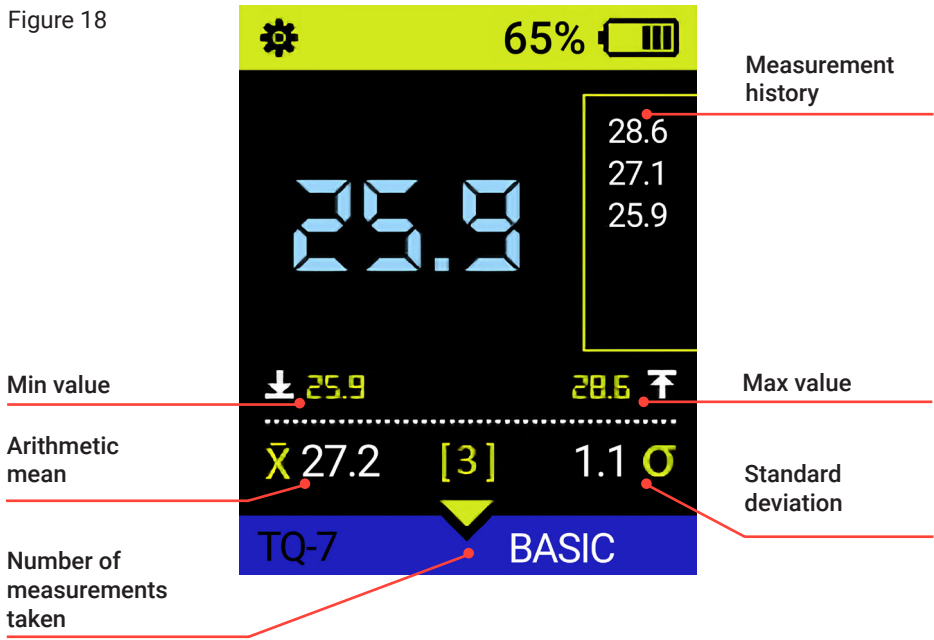 Figure 18
65%
Measurement
history
28.6
27.1
25.9
25.9
Min value
25.9
28.6
Max value
Arithmetic
mean
x̄ 27.2
[3]
1.1 σ
Standard
deviation
TQ-7
BASIC
Number of
measurements
taken